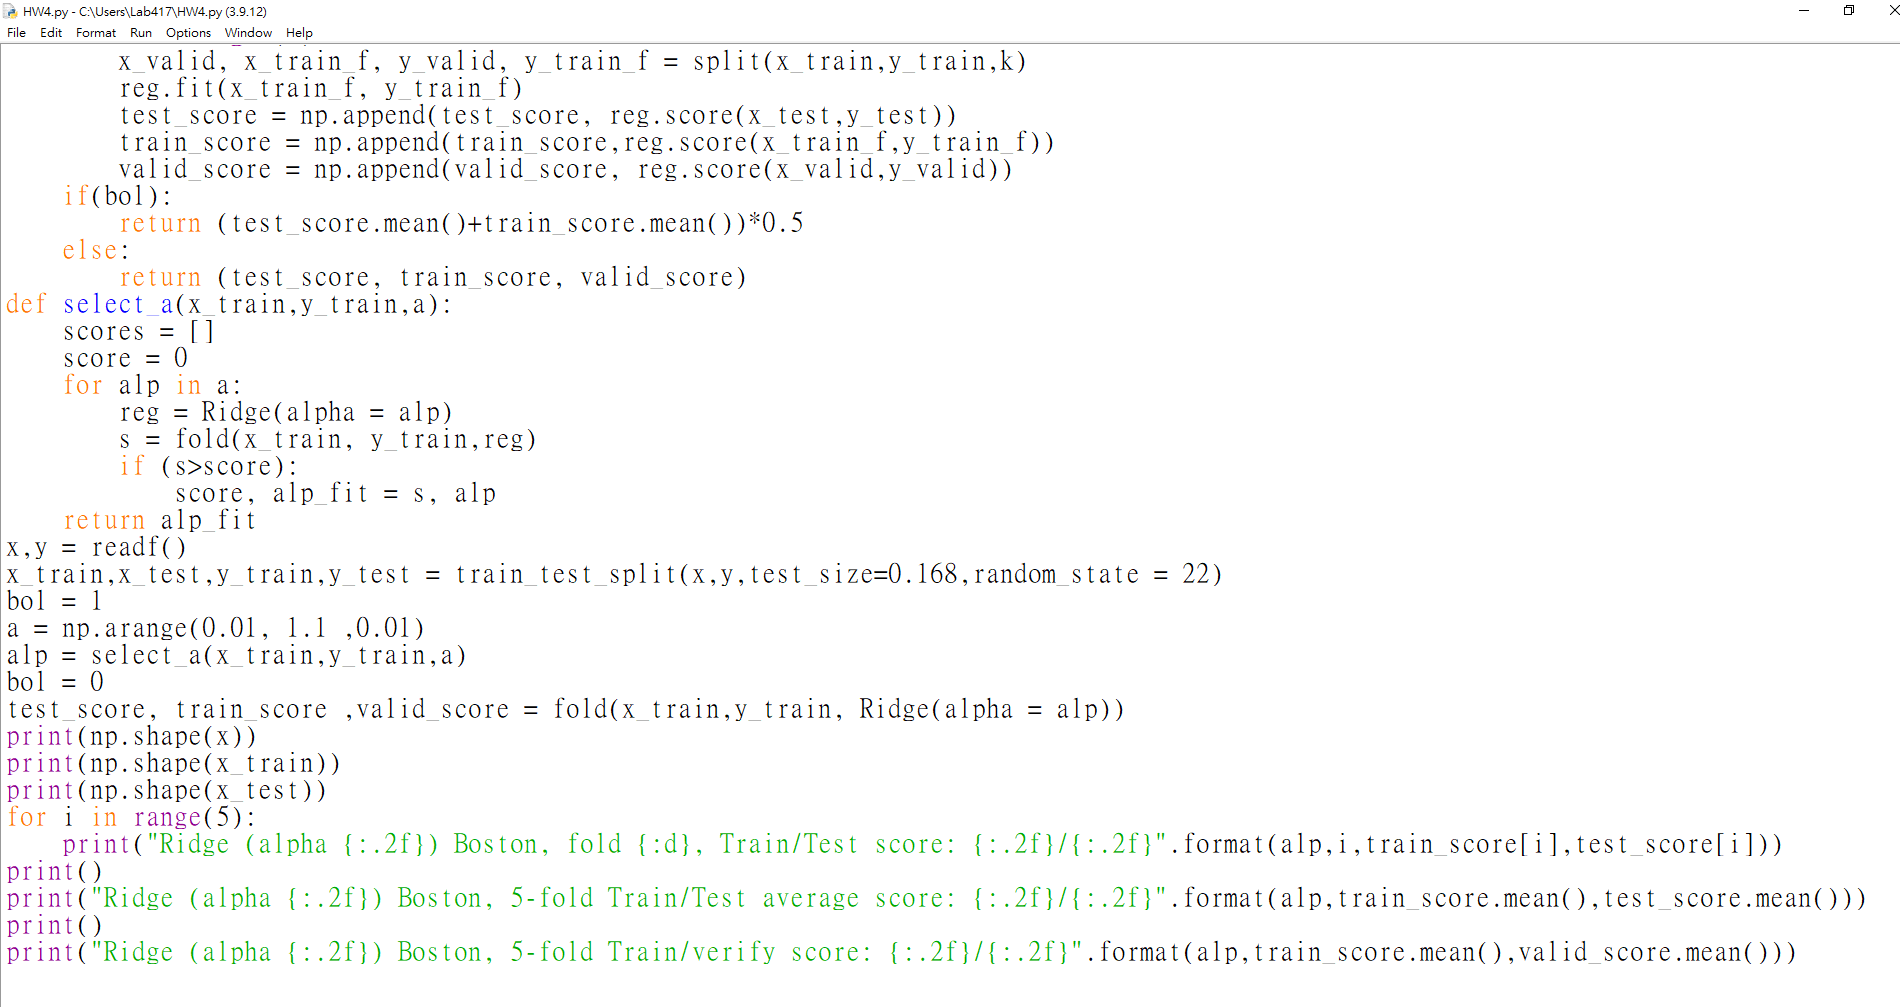 HW4.py - C:\Users\Lab417\HW4.py (3.9.12)
File Edit Format Run Options Window Help
        x_valid, x_train_f, y_valid, y_train_f = split(x_train,y_train,k)
        reg.fit(x_train_f, y_train_f)
        test_score = np.append(test_score, reg.score(x_test,y_test))
        train_score = np.append(train_score,reg.score(x_train_f,y_train_f))
        valid_score = np.append(valid_score, reg.score(x_valid,y_valid))
    if(bol):
        return (test_score.mean()+train_score.mean())*0.5
    else:
        return (test_score, train_score, valid_score)
def select_a(x_train,y_train,a):
    scores = []
    score = 0
    for alp in a:
        reg = Ridge(alpha = alp)
        s = fold(x_train, y_train,reg)
        if (s>score):
            score, alp_fit = s, alp
    return alp_fit
x,y = readf()
x_train,x_test,y_train,y_test = train_test_split(x,y,test_size=0.168,random_state = 22)
bol = 1
a = np.arange(0.01, 1.1 ,0.01)
alp = select_a(x_train,y_train,a)
bol = 0
test_score, train_score ,valid_score = fold(x_train,y_train, Ridge(alpha = alp))
print(np.shape(x))
print(np.shape(x_train))
print(np.shape(x_test))
for i in range(5):
    print("Ridge (alpha {:.2f}) Boston, fold {:d}, Train/Test score: {:.2f}/{:.2f}".format(alp,i,train_score[i],test_score[i]))
print()
print("Ridge (alpha {:.2f}) Boston, 5-fold Train/Test average score: {:.2f}/{:.2f}".format(alp,train_score.mean(),test_score.mean()))
print()
print("Ridge (alpha {:.2f}) Boston, 5-fold Train/verify score: {:.2f}/{:.2f}".format(alp,train_score.mean(),valid_score.mean()))